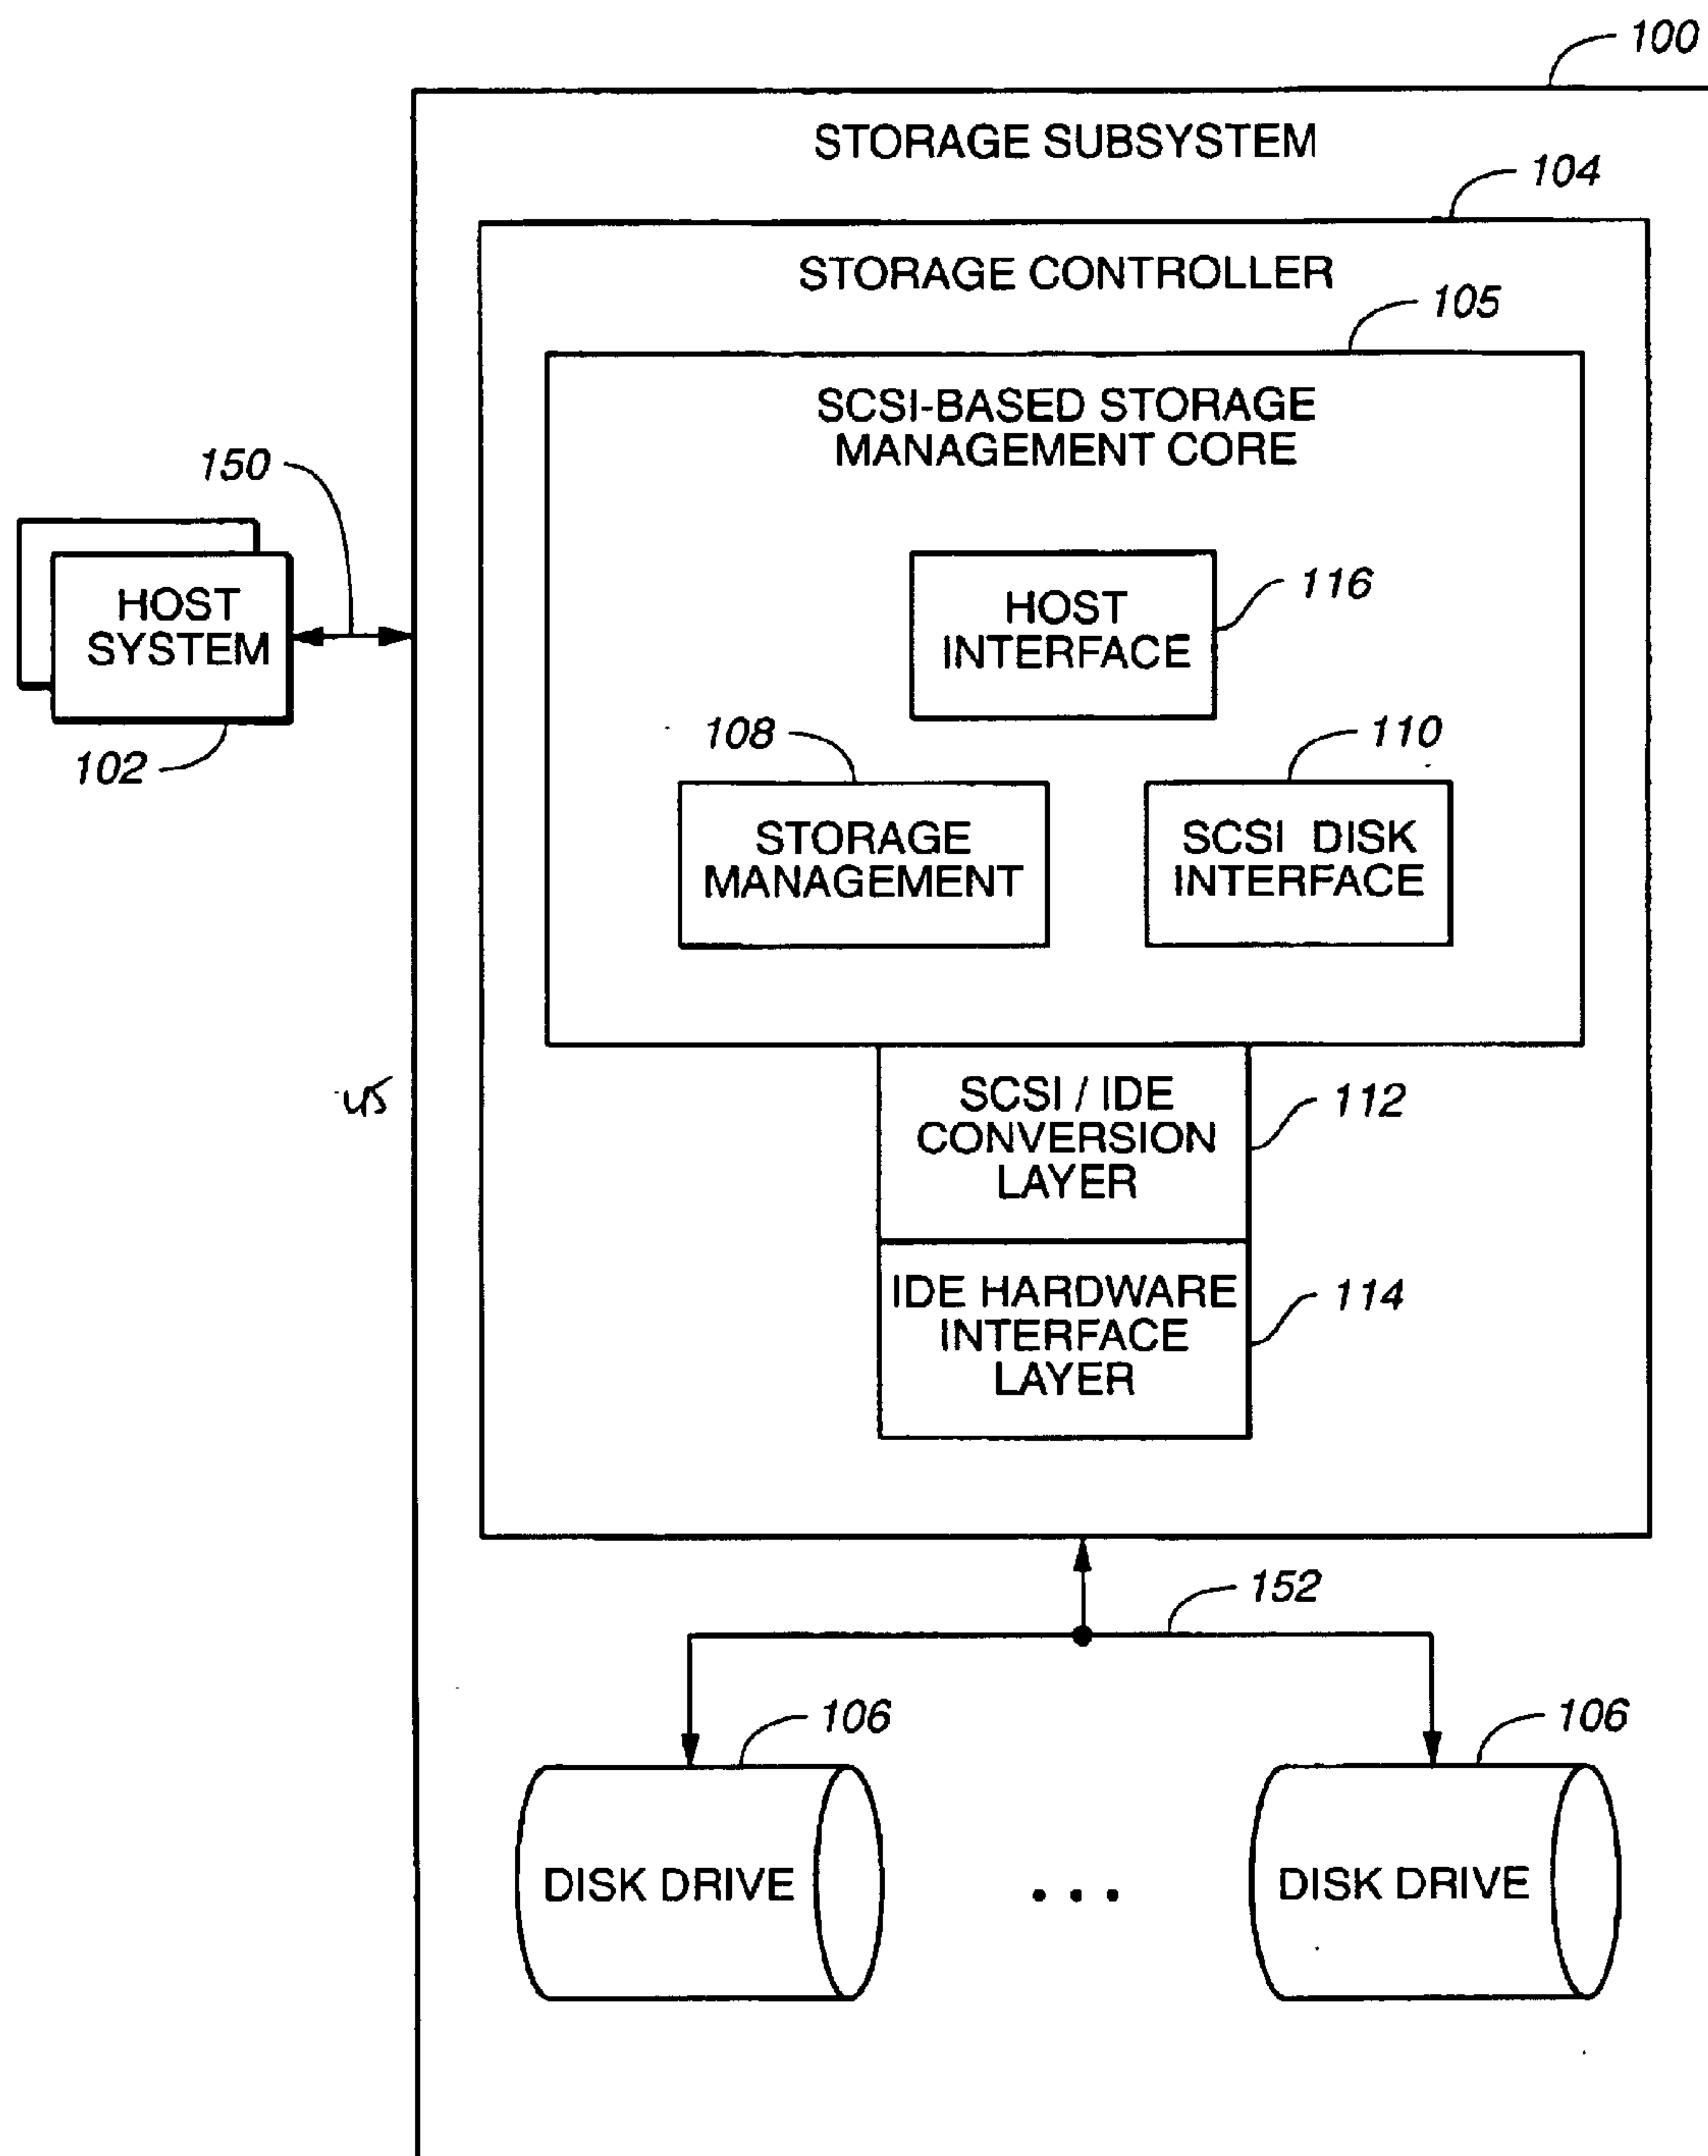 100
STORAGE SUBSYSTEM
104
STORAGE CONTROLLER
105
SCSI-BASED STORAGE
MANAGEMENT CORE
150
HOST
SYSTEM
102
HOST
INTERFACE
116
108
STORAGE
MANAGEMENT
110
SCSI DISK
INTERFACE
SCSI / IDE
CONVERSION
LAYER
112
IDE HARDWARE
INTERFACE
LAYER
114
152
106
DISK DRIVE
...
106
DISK DRIVE